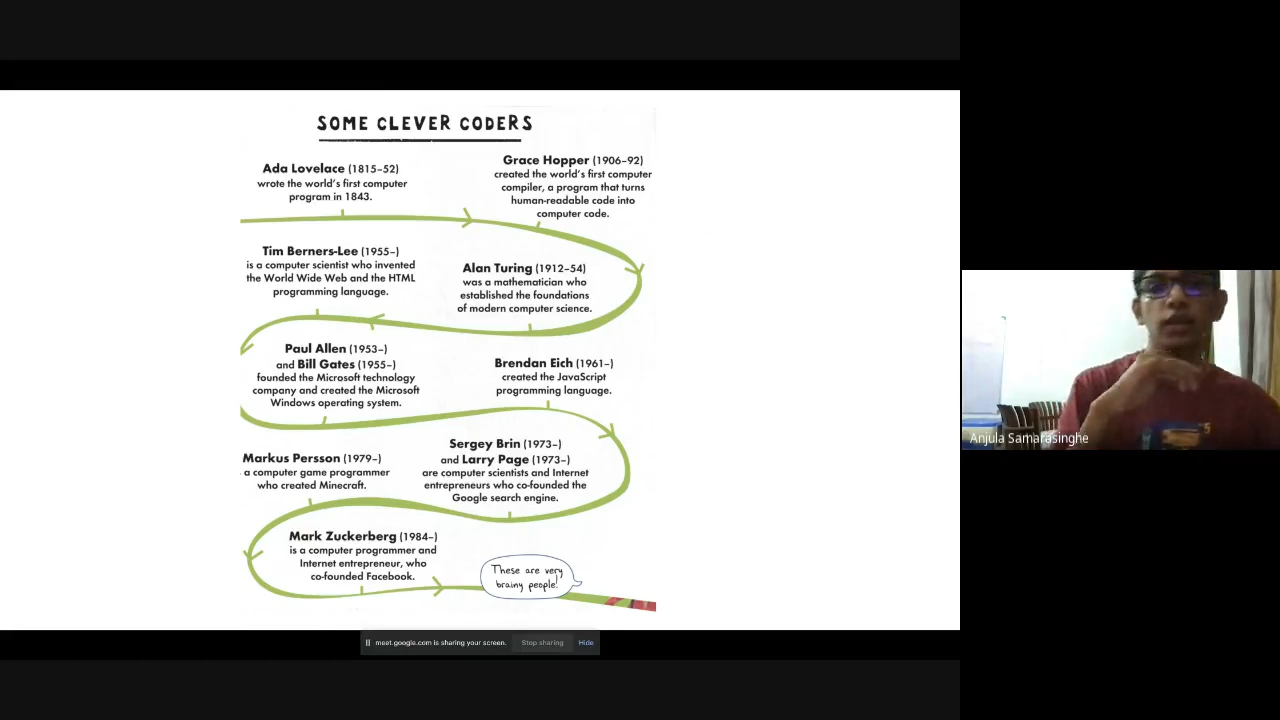 SOME CLEVER CODERS
Ada Lovelace (1815–52)
wrote the world's first computer
program in 1843.
Grace Hopper (1906–92)
created the world's first computer
compiler, a program that turns
human-readable code into
computer code.
Alan Turing (1912–54)
was a mathematician who
established the foundations
of modern computer science.
Tim Berners-Lee (1955–)
is a computer scientist who invented
the World Wide Web and the HTML
programming language.
Paul Allen (1953–)
and Bill Gates (1955–)
founded the Microsoft technology
company and created the Microsoft
Windows operating system.
Brendan Eich (1961–)
created the JavaScript
programming language.
Sergey Brin (1973–)
and Larry Page (1973–)
are computer scientists and Internet
entrepreneurs who co-founded the
Google search engine.
Markus Persson (1979–)
a computer game programmer
who created Minecraft.
Mark Zuckerberg (1984–)
is a computer programmer and
Internet entrepreneur, who
co-founded Facebook.
These are very
brainy people!
Anjula Samarasinghe
meet.google.com is sharing your screen.
Stop sharing
Hide